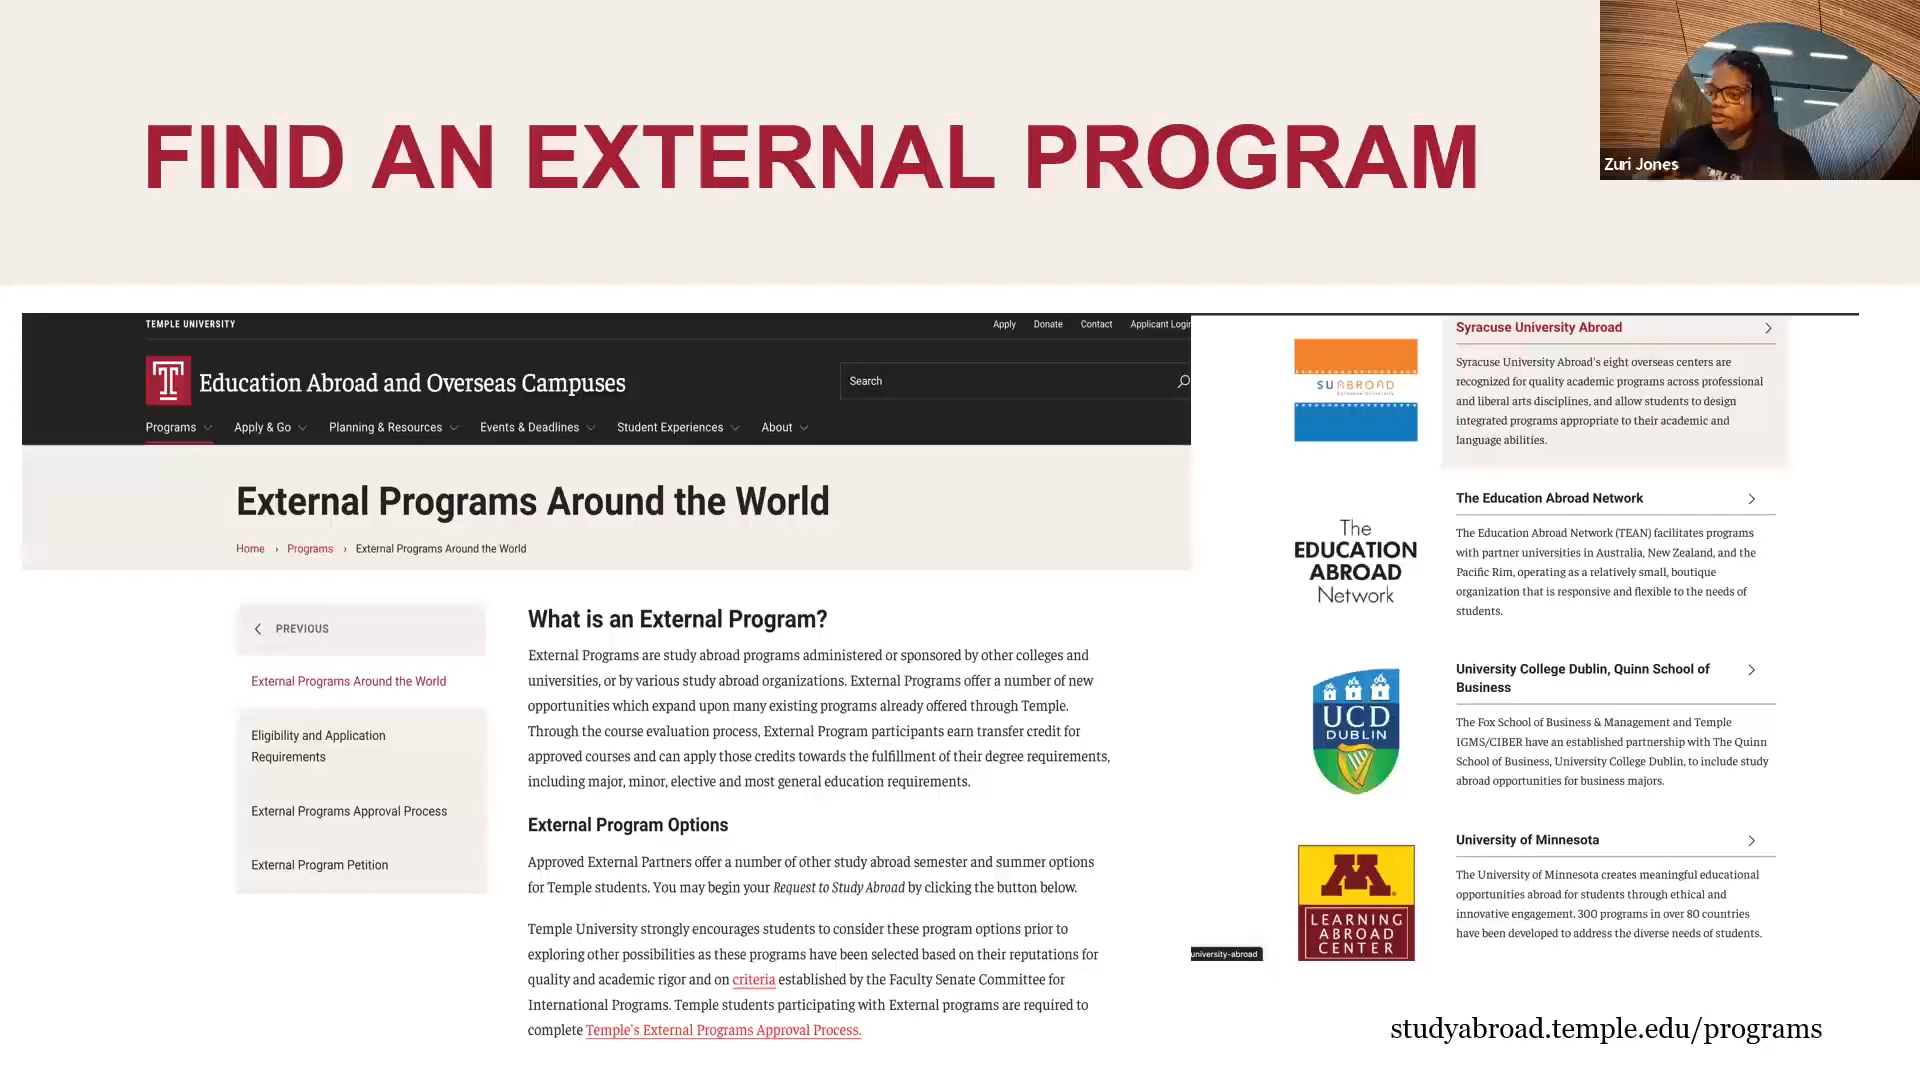 FIND AN EXTERNAL PROGRAM
Zuri Jones
TEMPLE UNIVERSITY
Apply
Donate
Contact
Applicant Login
Education Abroad and Overseas Campuses
Search
Programs
Apply & Go
Planning & Resources
Events & Deadlines
Student Experiences
About
External Programs Around the World
Home › Programs › External Programs Around the World
PREVIOUS
External Programs Around the World
Eligibility and Application
Requirements
External Programs Approval Process
External Program Petition
What is an External Program?
External Programs are study abroad programs administered or sponsored by other colleges and
universities, or by various study abroad organizations. External Programs offer a number of new
opportunities which expand upon many existing programs already offered through Temple.
Through the course evaluation process, External Program participants earn transfer credit for
approved courses and can apply those credits towards the fulfillment of their degree requirements,
including major, minor, elective and most general education requirements.
External Program Options
Approved External Partners offer a number of other study abroad semester and summer options
for Temple students. You may begin your Request to Study Abroad by clicking the button below.
Temple University strongly encourages students to consider these program options prior to
exploring other possibilities as these programs have been selected based on their reputations for
quality and academic rigor and on criteria established by the Faculty Senate Committee for
International Programs. Temple students participating with External programs are required to
complete Temple's External Programs Approval Process.
SUABROAD
Syracuse University
Syracuse University Abroad
Syracuse University Abroad's eight overseas centers are
recognized for quality academic programs across professional
and liberal arts disciplines, and allow students to design
integrated programs appropriate to their academic and
language abilities.
The
EDUCATION
ABROAD
Network
The Education Abroad Network
The Education Abroad Network (TEAN) facilitates programs
with partner universities in Australia, New Zealand, and the
Pacific Rim, operating as a relatively small, boutique
organization that is responsive and flexible to the needs of
students.
UCD
DUBLIN
University College Dublin, Quinn School of
Business
The Fox School of Business & Management and Temple
IGMS/CIBER have an established partnership with The Quinn
School of Business, University College Dublin, to include study
abroad opportunities for business majors.
M
LEARNING
ABROAD
CENTER
University of Minnesota
The University of Minnesota creates meaningful educational
opportunities abroad for students through ethical and
innovative engagement. 300 programs in over 80 countries
have been developed to address the diverse needs of students.
university-abroad
studyabroad.temple.edu/programs